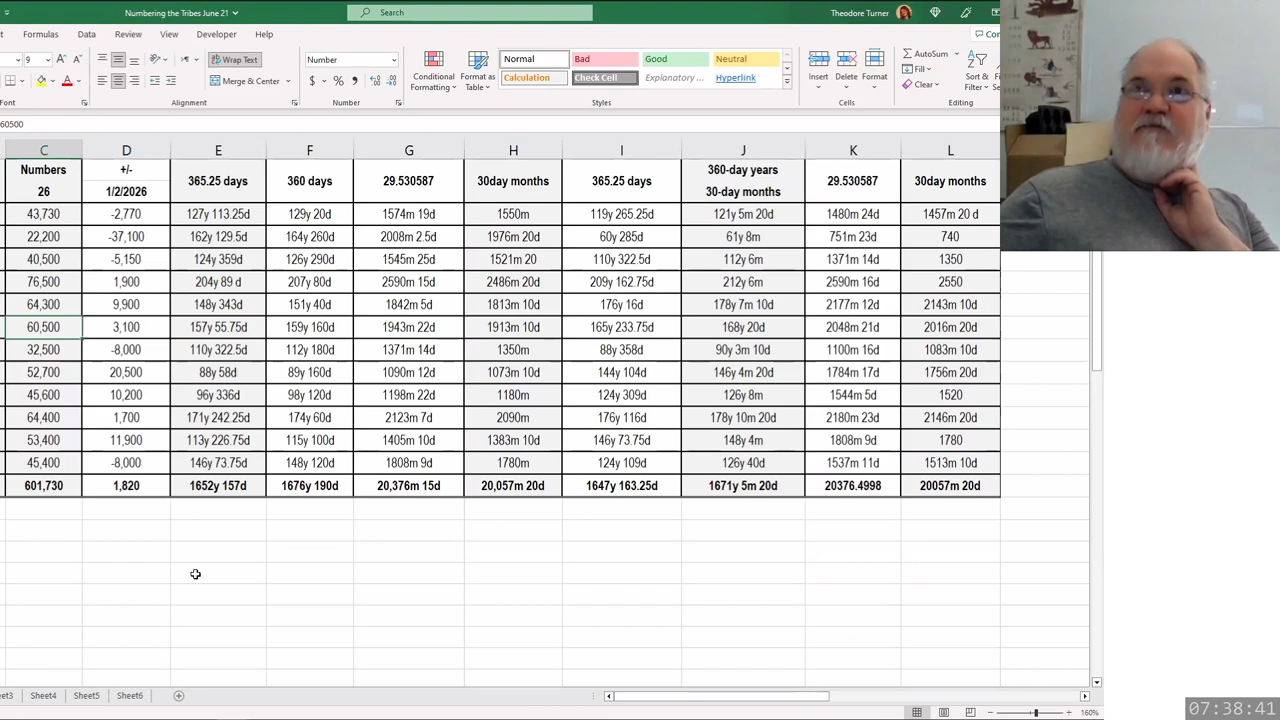 Numbering the Tribes June 21
Search
Theodore Turner
Formulas Data Review View Developer Help
9 Wrap Text Number Normal Bad Good Neutral AutoSum
Conditional Formatting Format as Table Insert Delete Format Fill Sort & Filter
Merge & Center $ % Calculation Check Cell Explanatory ... Hyperlink Clear
Alignment Number Styles Cells Editing
60500
C D E F G H I J K L
Numbers +/- 365.25 days 360 days 29.530587 30day months 365.25 days 360-day years 29.530587 30day months
26 1/2/2026 30-day months
43,730 -2,770 127y 113.25d 129y 20d 1574m 19d 1550m 119y 265.25d 121y 5m 20d 1480m 24d 1457m 20 d
22,200 -37,100 162y 129.5d 164y 260d 2008m 2.5d 1976m 20d 60y 285d 61y 8m 751m 23d 740
40,500 -5,150 124y 359d 126y 290d 1545m 25d 1521m 20 110y 322.5d 112y 6m 1371m 14d 1350
76,500 1,900 204y 89 d 207y 80d 2590m 15d 2486m 20d 209y 162.75d 212y 6m 2590m 16d 2550
64,300 9,900 148y 343d 151y 40d 1842m 5d 1813m 10d 176y 16d 178y 7m 10d 2177m 12d 2143m 10d
60,500 3,100 157y 55.75d 159y 160d 1943m 22d 1913m 10d 165y 233.75d 168y 20d 2048m 21d 2016m 20d
32,500 -8,000 110y 322.5d 112y 180d 1371m 14d 1350m 88y 358d 90y 3m 10d 1100m 16d 1083m 10d
52,700 20,500 88y 58d 89y 160d 1090m 12d 1073m 10d 144y 104d 146y 4m 20d 1784m 17d 1756m 20d
45,600 10,200 96y 336d 98y 120d 1198m 22d 1180m 124y 309d 126y 8m 1544m 5d 1520
64,400 1,700 171y 242.25d 174y 60d 2123m 7d 2090m 176y 116d 178y 10m 20d 2180m 23d 2146m 20d
53,400 11,900 113y 226.75d 115y 100d 1405m 10d 1383m 10d 146y 73.75d 148y 4m 1808m 9d 1780
45,400 -8,000 146y 73.75d 148y 120d 1808m 9d 1780m 124y 109d 126y 40d 1537m 11d 1513m 10d
601,730 1,820 1652y 157d 1676y 190d 20,376m 15d 20,057m 20d 1647y 163.25d 1671y 5m 20d 20376.4998 20057m 20d
Sheet4 Sheet5 Sheet6
160%
07:38:41